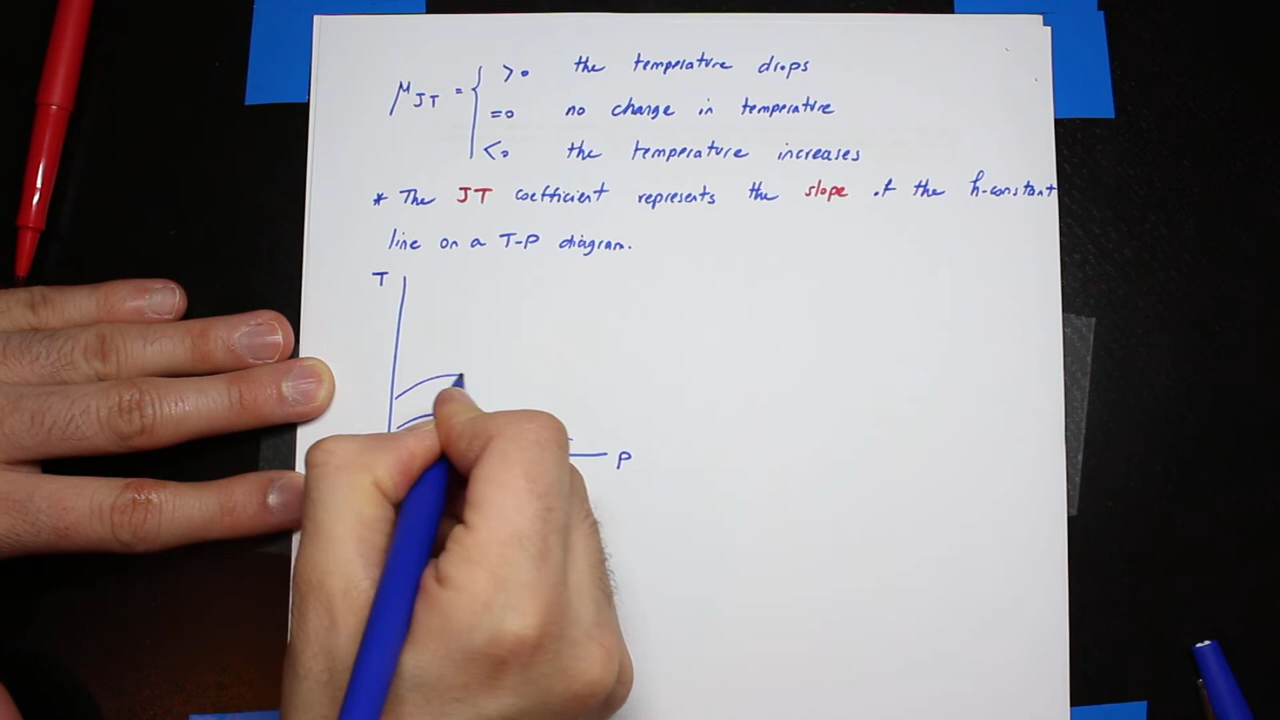 μJT = { >0 the temperature drops
=0 no change in temperature
<0 the temperature increases
* The JT coefficient represents the slope of the h-constant
line on a T-P diagram.
T
P